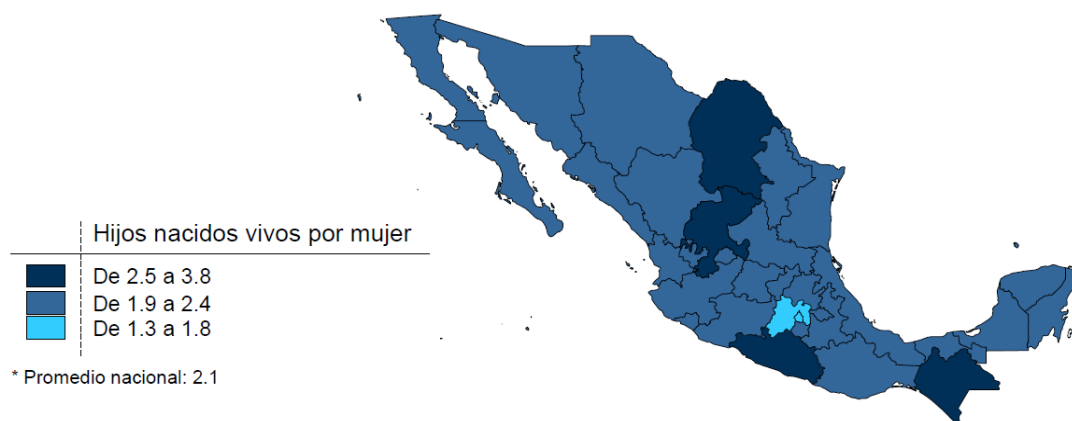 Hijos nacidos vivos por mujer
De 2.5 a 3.8
De 1.9 a 2.4
De 1.3 a 1.8
* Promedio nacional: 2.1